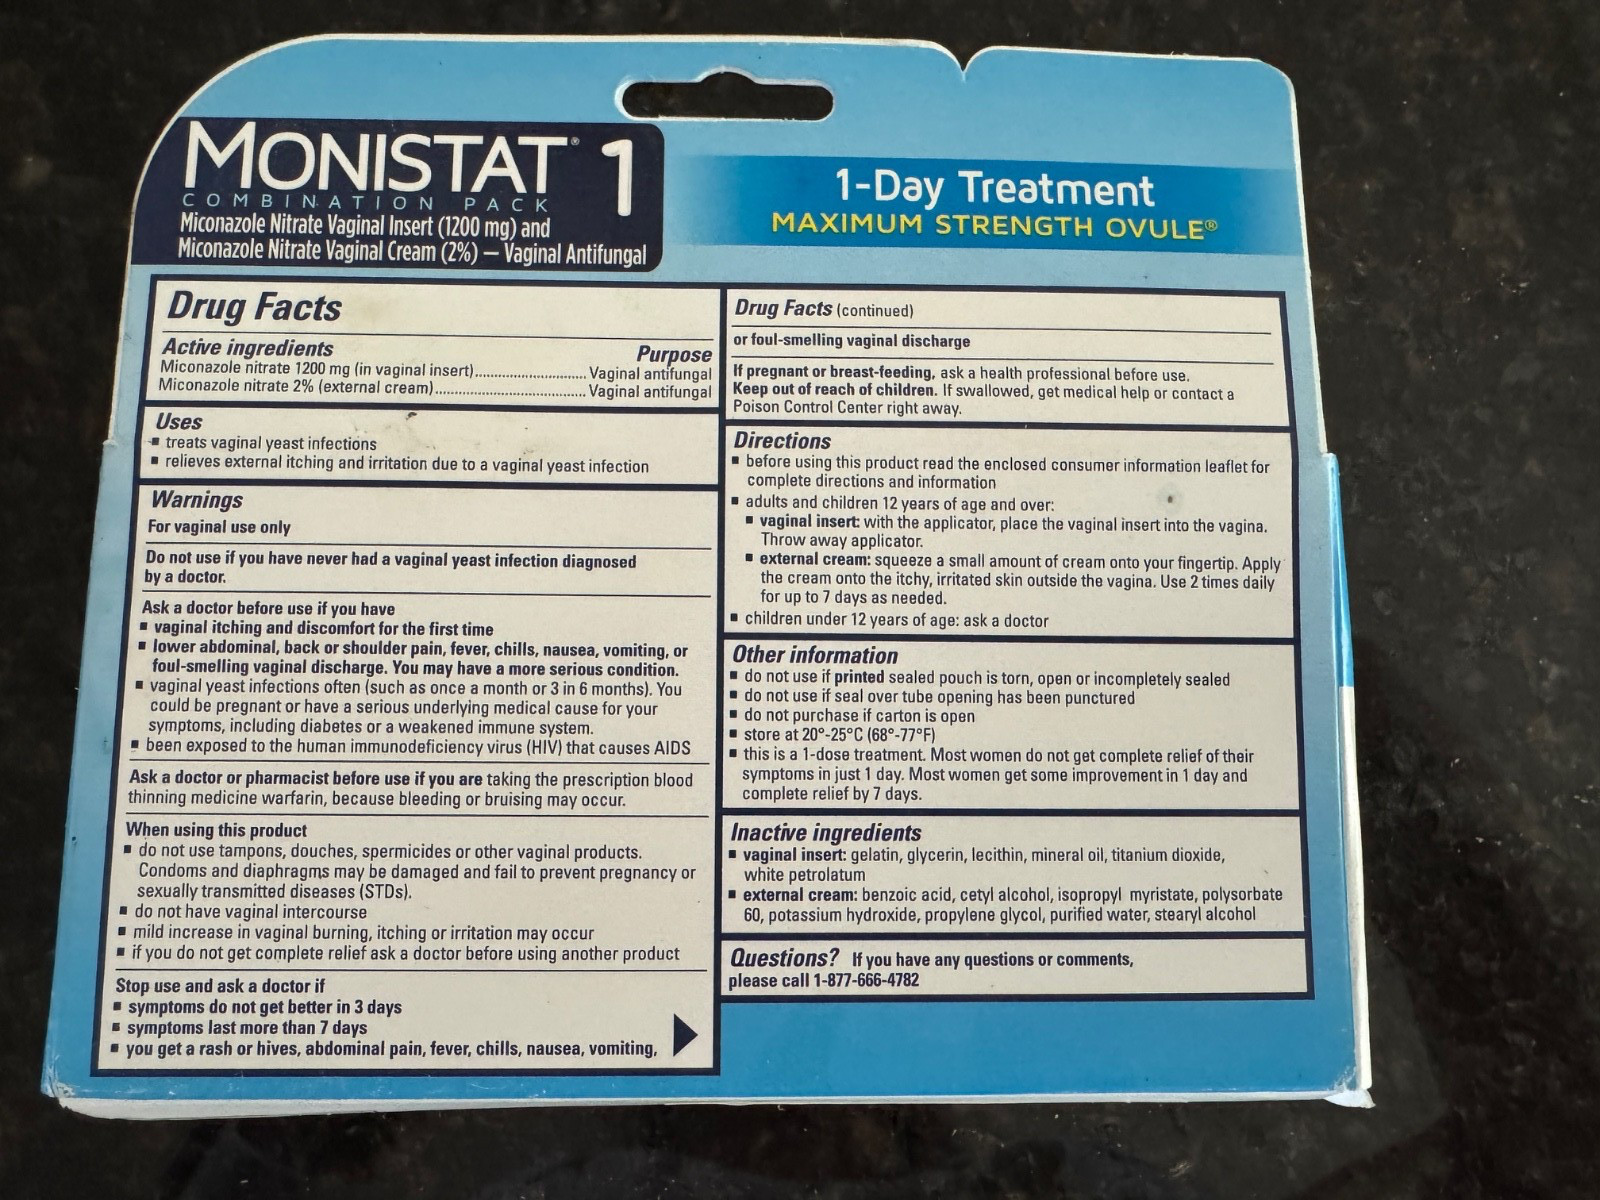 MONISTAT® 1
COMBINATION PACK
Miconazole Nitrate Vaginal Insert (1200 mg) and
Miconazole Nitrate Vaginal Cream (2%) — Vaginal Antifungal
1-Day Treatment
MAXIMUM STRENGTH OVULE®
Drug Facts
Active ingredients Purpose
Miconazole nitrate 1200 mg (in vaginal insert)............................ Vaginal antifungal
Miconazole nitrate 2% (external cream)...................................... Vaginal antifungal
Uses
▪ treats vaginal yeast infections
▪ relieves external itching and irritation due to a vaginal yeast infection
Warnings
For vaginal use only
Do not use if you have never had a vaginal yeast infection diagnosed
by a doctor.
Ask a doctor before use if you have
▪ vaginal itching and discomfort for the first time
▪ lower abdominal, back or shoulder pain, fever, chills, nausea, vomiting, or
foul-smelling vaginal discharge. You may have a more serious condition.
▪ vaginal yeast infections often (such as once a month or 3 in 6 months). You
could be pregnant or have a serious underlying medical cause for your
symptoms, including diabetes or a weakened immune system.
▪ been exposed to the human immunodeficiency virus (HIV) that causes AIDS
Ask a doctor or pharmacist before use if you are taking the prescription blood
thinning medicine warfarin, because bleeding or bruising may occur.
When using this product
▪ do not use tampons, douches, spermicides or other vaginal products.
Condoms and diaphragms may be damaged and fail to prevent pregnancy or
sexually transmitted diseases (STDs).
▪ do not have vaginal intercourse
▪ mild increase in vaginal burning, itching or irritation may occur
▪ if you do not get complete relief ask a doctor before using another product
Stop use and ask a doctor if
▪ symptoms do not get better in 3 days
▪ symptoms last more than 7 days
▪ you get a rash or hives, abdominal pain, fever, chills, nausea, vomiting,
Drug Facts (continued)
or foul-smelling vaginal discharge
If pregnant or breast-feeding, ask a health professional before use.
Keep out of reach of children. If swallowed, get medical help or contact a
Poison Control Center right away.
Directions
▪ before using this product read the enclosed consumer information leaflet for
complete directions and information
▪ adults and children 12 years of age and over:
▪ vaginal insert: with the applicator, place the vaginal insert into the vagina.
Throw away applicator.
▪ external cream: squeeze a small amount of cream onto your fingertip. Apply
the cream onto the itchy, irritated skin outside the vagina. Use 2 times daily
for up to 7 days as needed.
▪ children under 12 years of age: ask a doctor
Other information
▪ do not use if printed sealed pouch is torn, open or incompletely sealed
▪ do not use if seal over tube opening has been punctured
▪ do not purchase if carton is open
▪ store at 20°-25°C (68°-77°F)
▪ this is a 1-dose treatment. Most women do not get complete relief of their
symptoms in just 1 day. Most women get some improvement in 1 day and
complete relief by 7 days.
Inactive ingredients
▪ vaginal insert: gelatin, glycerin, lecithin, mineral oil, titanium dioxide,
white petrolatum
▪ external cream: benzoic acid, cetyl alcohol, isopropyl myristate, polysorbate
60, potassium hydroxide, propylene glycol, purified water, stearyl alcohol
Questions? If you have any questions or comments,
please call 1-877-666-4782